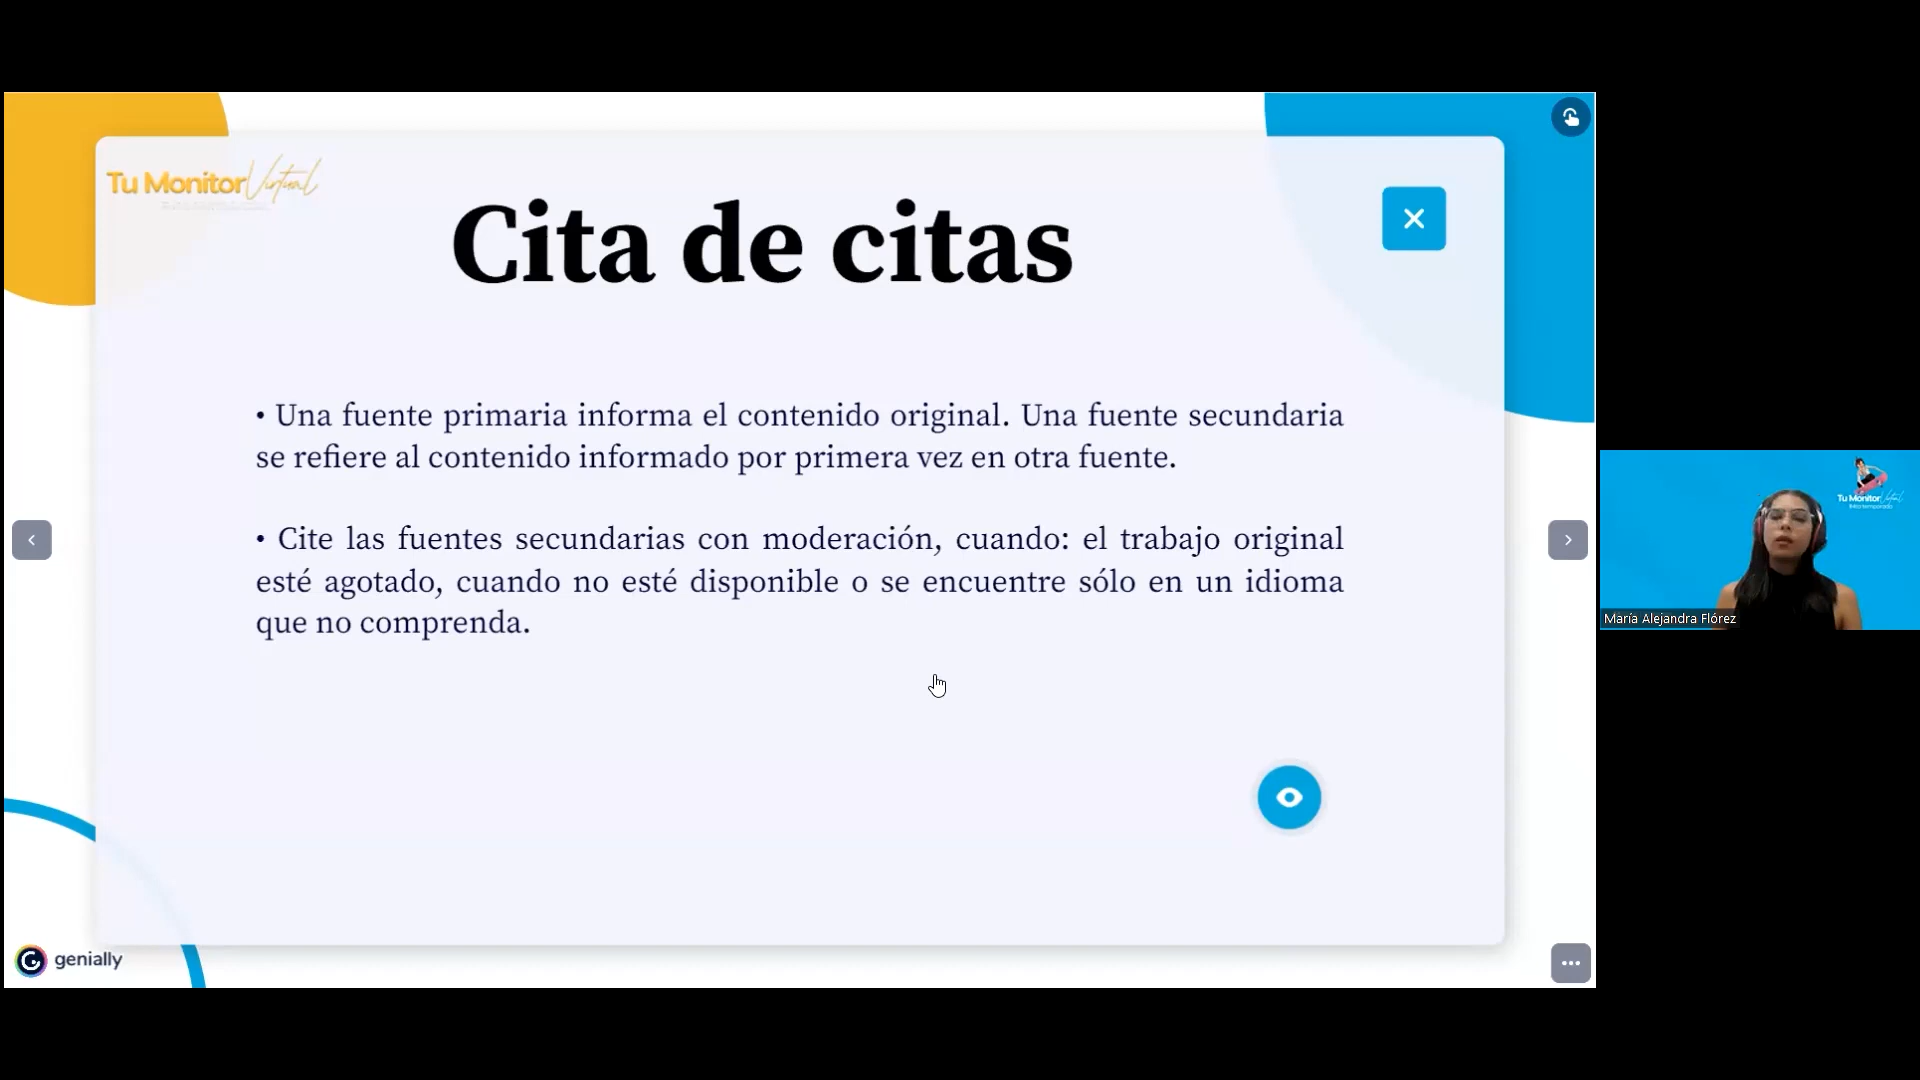 Tu Monitor Virtual
Cita de citas
• Una fuente primaria informa el contenido original. Una fuente secundaria
se refiere al contenido informado por primera vez en otra fuente.
• Cite las fuentes secundarias con moderación, cuando: el trabajo original
esté agotado, cuando no esté disponible o se encuentre sólo en un idioma
que no comprenda.
genially
Tu Monitor Virtual
María Alejandra Flórez